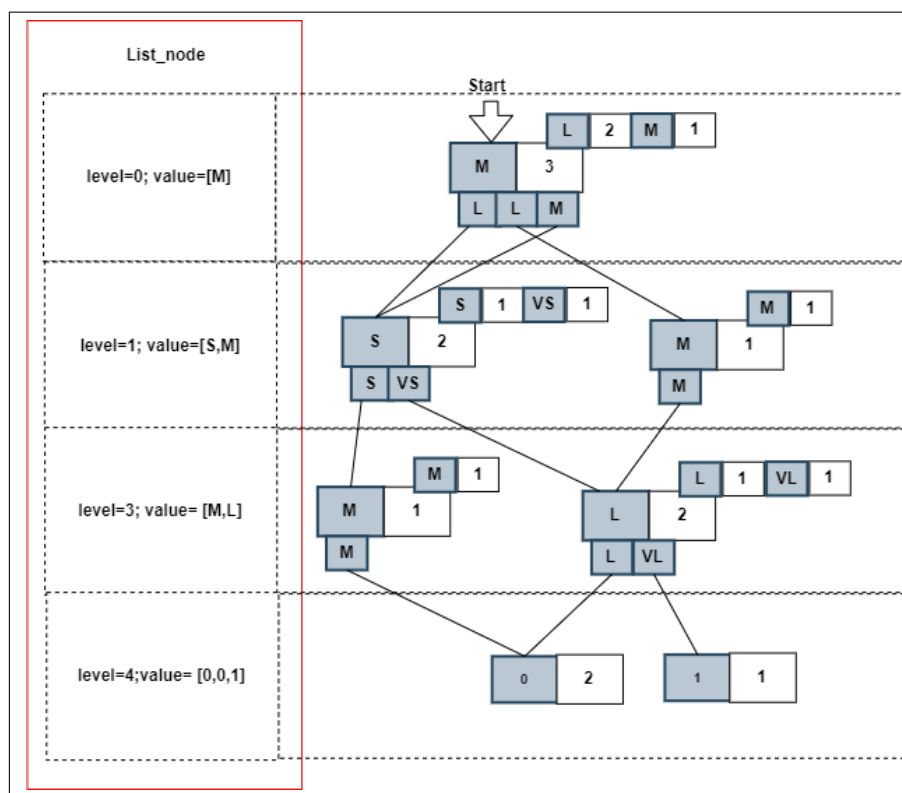 List_node
Start
L 2 M 1
level=0; value=[M]
M 3
L L M
S 1 VS 1
M 1
level=1; value=[S,M]
S 2
M 1
S VS
M
M 1
L 1 VL 1
level=3; value= [M,L]
M 1
L 2
M
L VL
level=4;value= [0,0,1]
0 2
1 1